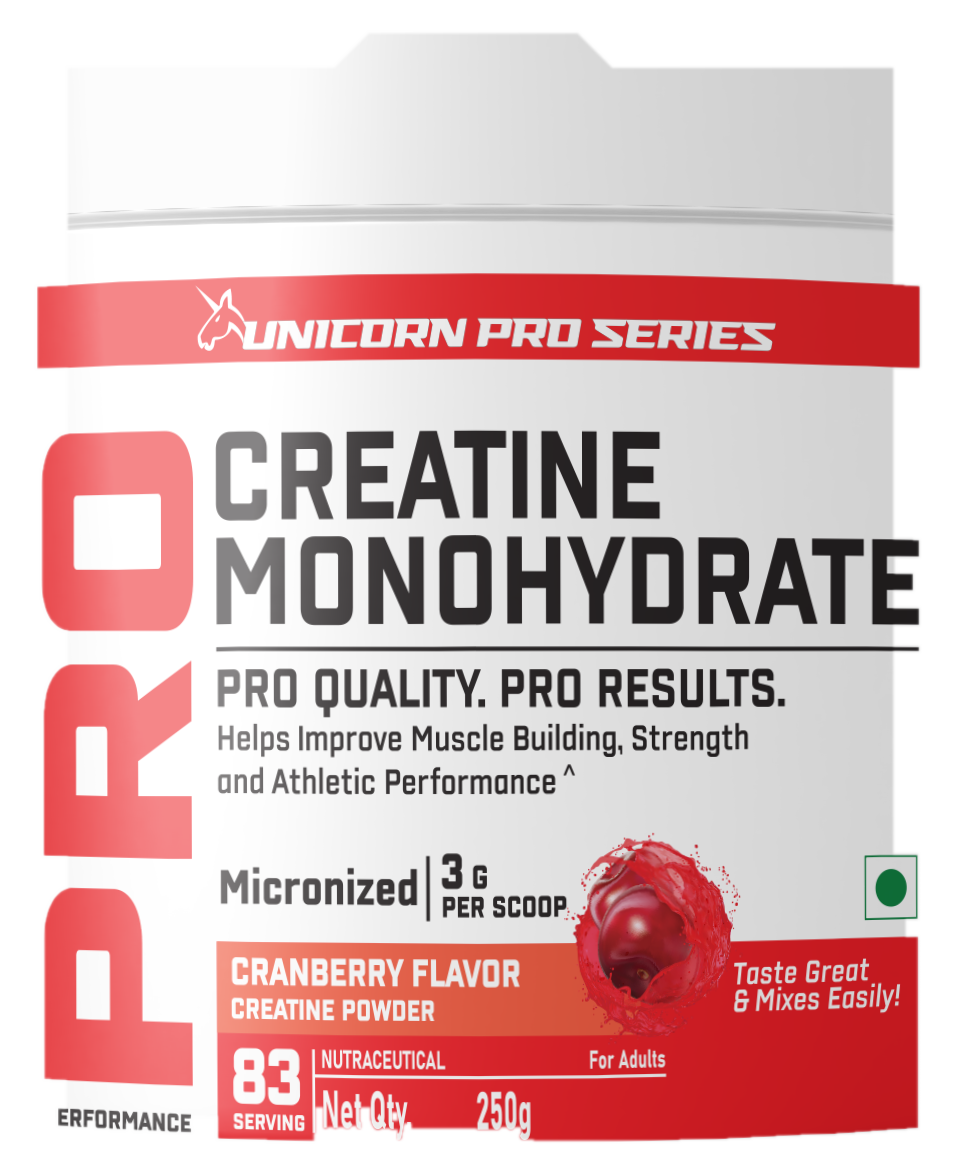 UNICORN PRO SERIES
PRO
CREATINE
MONOHYDRATE
PRO QUALITY. PRO RESULTS.
Helps Improve Muscle Building, Strength
and Athletic Performance ^
Micronized
3 G
PER SCOOP
CRANBERRY FLAVOR
CREATINE POWDER
Taste Great
& Mixes Easily!
83
SERVING
NUTRACEUTICAL For Adults
Net Qty. 250g
ERFORMANCE